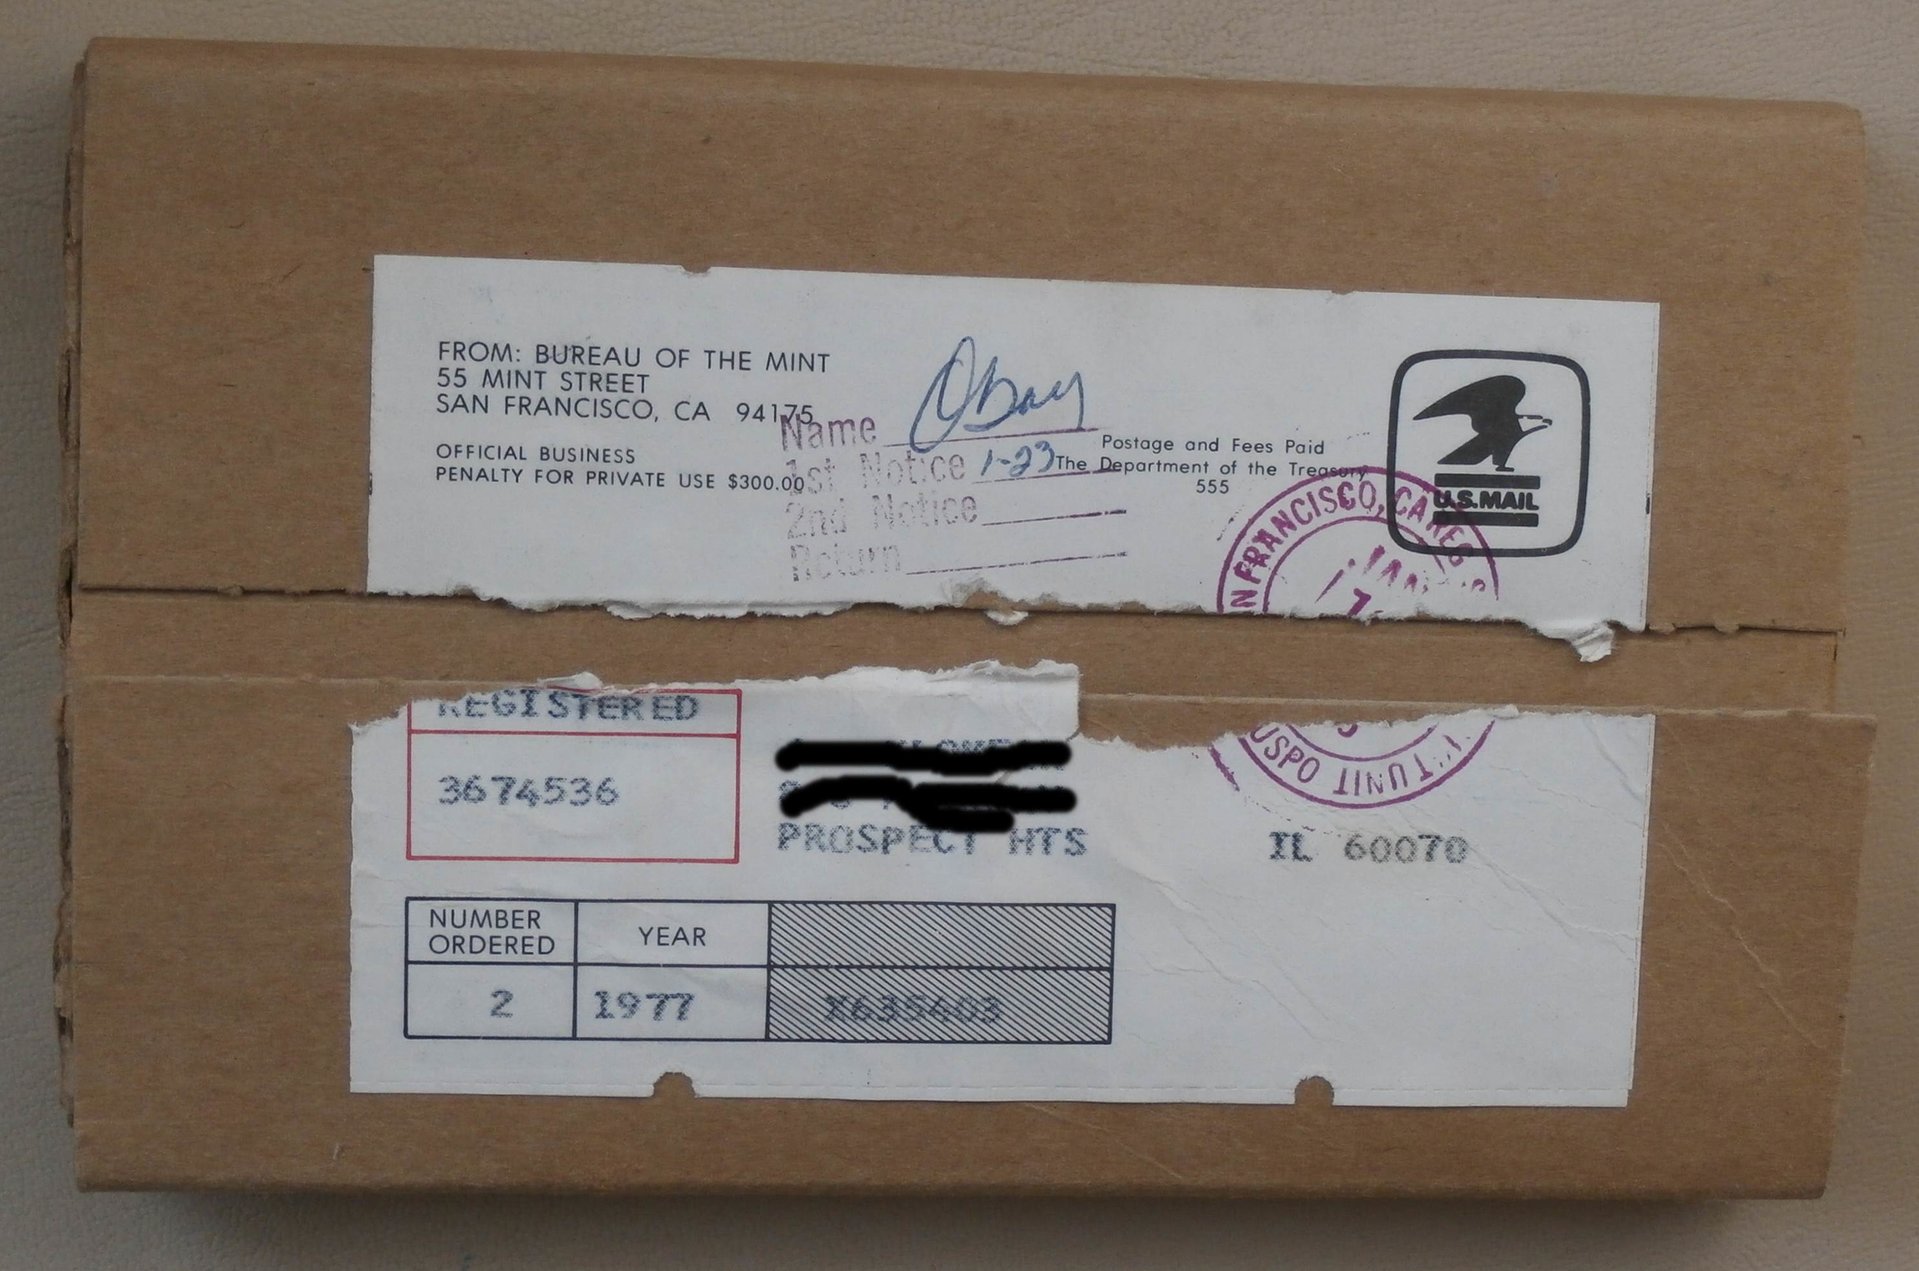 FROM: BUREAU OF THE MINT
55 MINT STREET
SAN FRANCISCO, CA 94175
OFFICIAL BUSINESS
PENALTY FOR PRIVATE USE $300.00
Name
1st Notice 1-23
2nd Notice
Return
Postage and Fees Paid
The Department of the Treasury
555
U.S.MAIL
FRANCISCO, CA
JAN
REGISTERED
3674536
USPO
UNIT
PROSPECT HTS IL 60070
NUMBER ORDERED YEAR
2 1977 X635403